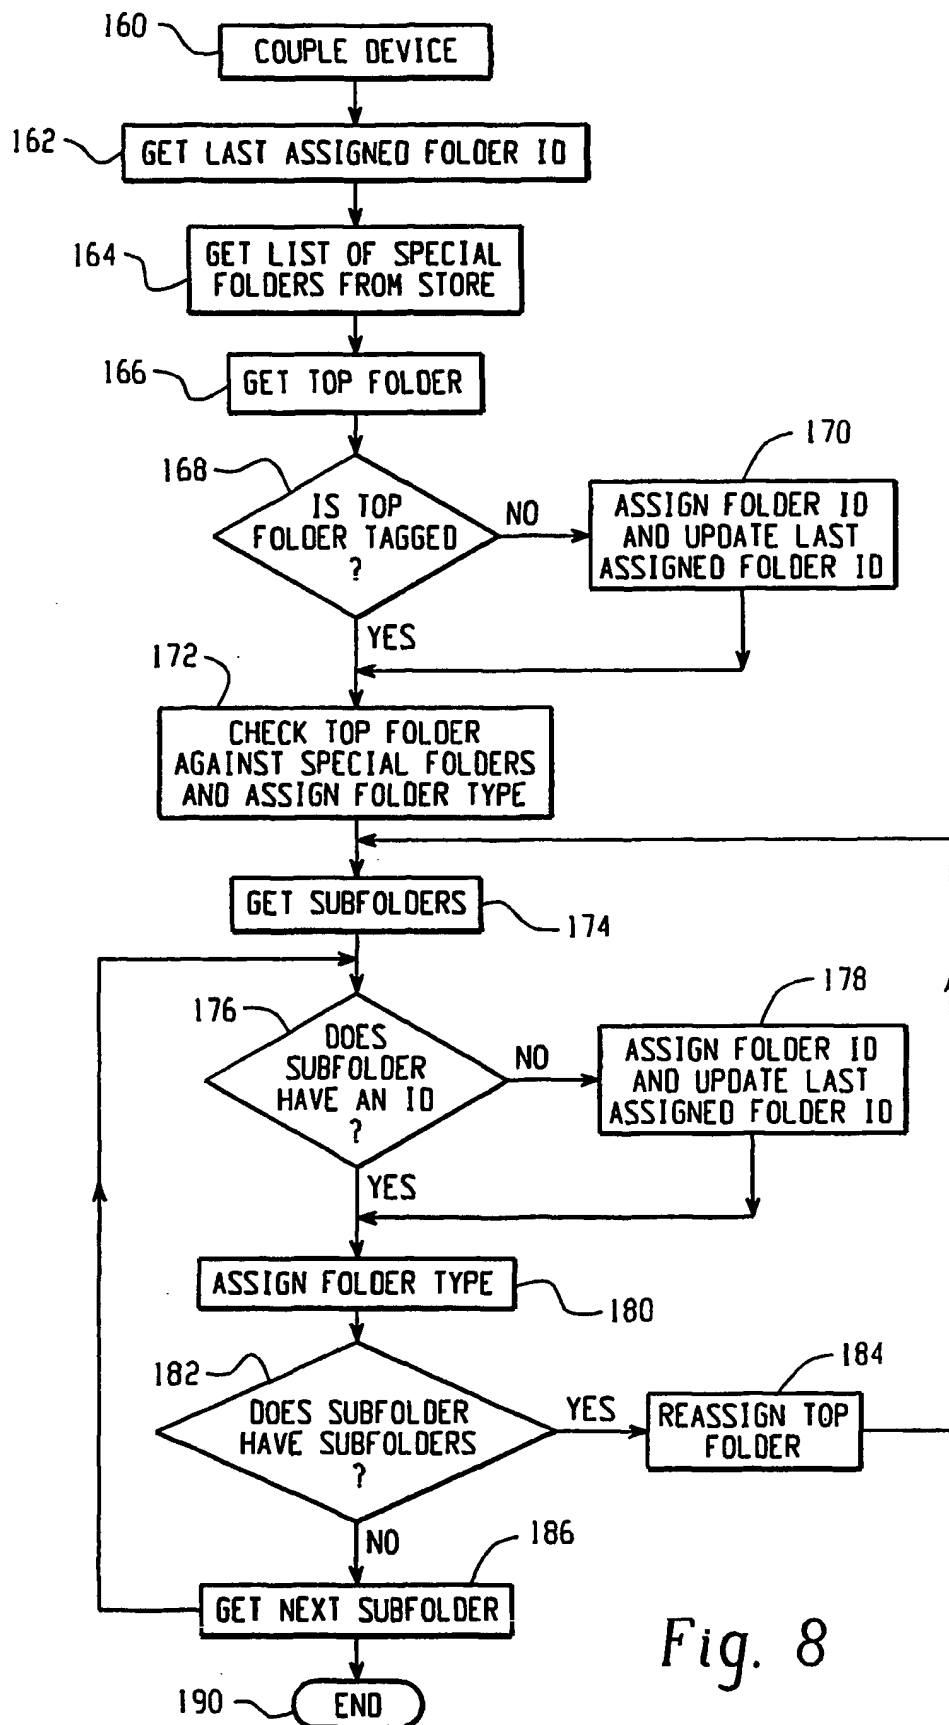 160
COUPLE DEVICE
162
GET LAST ASSIGNED FOLDER ID
164
GET LIST OF SPECIAL
FOLDERS FROM STORE
166
GET TOP FOLDER
168
IS TOP
FOLDER TAGGED
?
NO
170
ASSIGN FOLDER ID
AND UPDATE LAST
ASSIGNED FOLDER ID
YES
172
CHECK TOP FOLDER
AGAINST SPECIAL FOLDERS
AND ASSIGN FOLDER TYPE
GET SUBFOLDERS
174
176
DOES
SUBFOLDER
HAVE AN ID
?
NO
178
ASSIGN FOLDER ID
AND UPDATE LAST
ASSIGNED FOLDER ID
YES
ASSIGN FOLDER TYPE
180
182
DOES SUBFOLDER
HAVE SUBFOLDERS
?
YES
184
REASSIGN TOP
FOLDER
NO
186
GET NEXT SUBFOLDER
190
END
Fig. 8